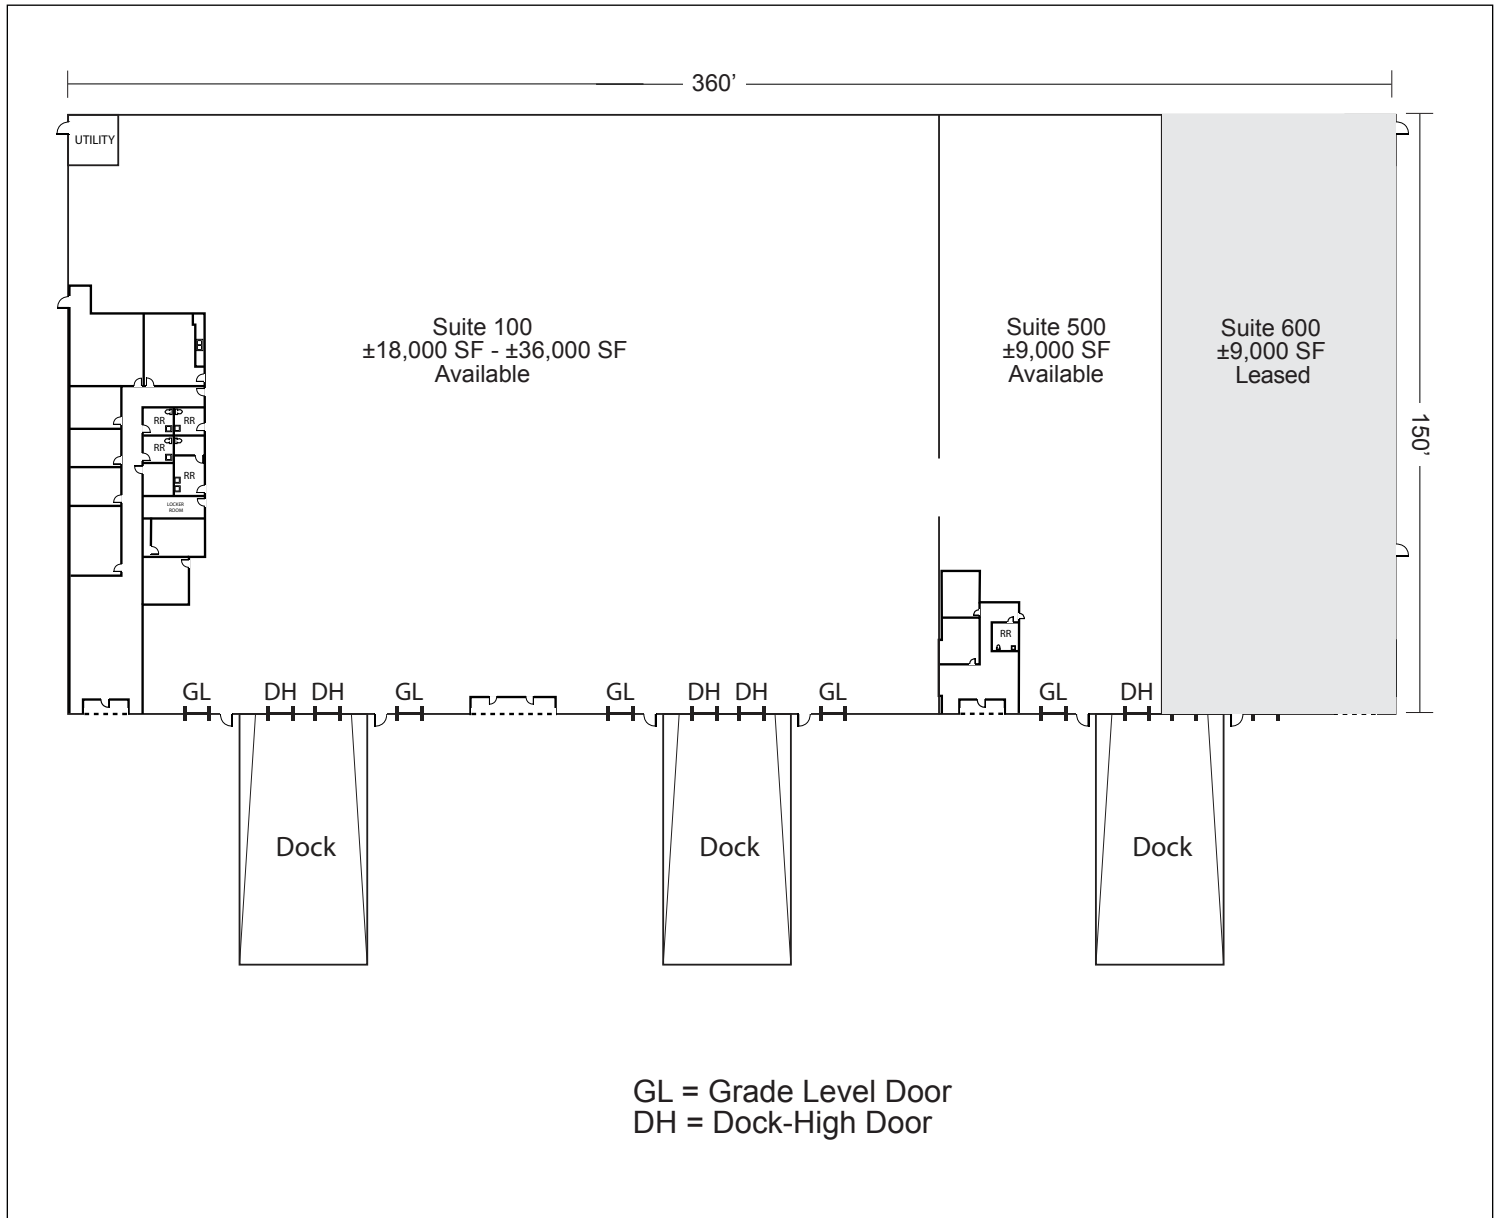 360’
UTILITY
Suite 100
±18,000 SF - ±36,000 SF
Available
Suite 500
±9,000 SF
Available
Suite 600
±9,000 SF
Leased
150’
RR
RR
RR
RR
LOCKER
ROOM
RR
GL
DH
DH
GL
GL
DH
DH
GL
GL
DH
Dock
Dock
Dock
GL = Grade Level Door
DH = Dock-High Door